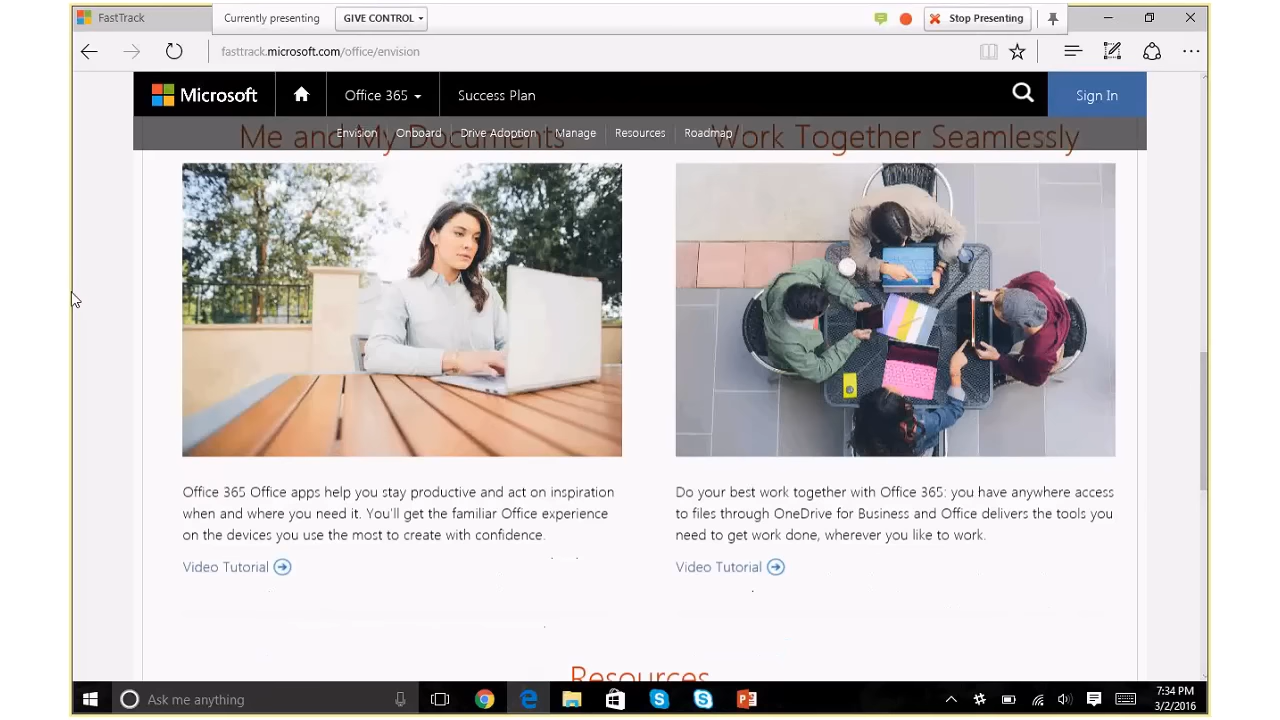 FastTrack
Currently presenting
GIVE CONTROL
Stop Presenting
fasttrack.microsoft.com/office/envision
Microsoft
Office 365
Success Plan
Sign In
Envision
Onboard
Drive Adoption
Manage
Resources
Roadmap
Me and My Documents
Work Together Seamlessly
Office 365 Office apps help you stay productive and act on inspiration
when and where you need it. You'll get the familiar Office experience
on the devices you use the most to create with confidence.
Video Tutorial
Do your best work together with Office 365: you have anywhere access
to files through OneDrive for Business and Office delivers the tools you
need to get work done, wherever you like to work.
Video Tutorial
Resources
Ask me anything
7:34 PM
3/2/2016